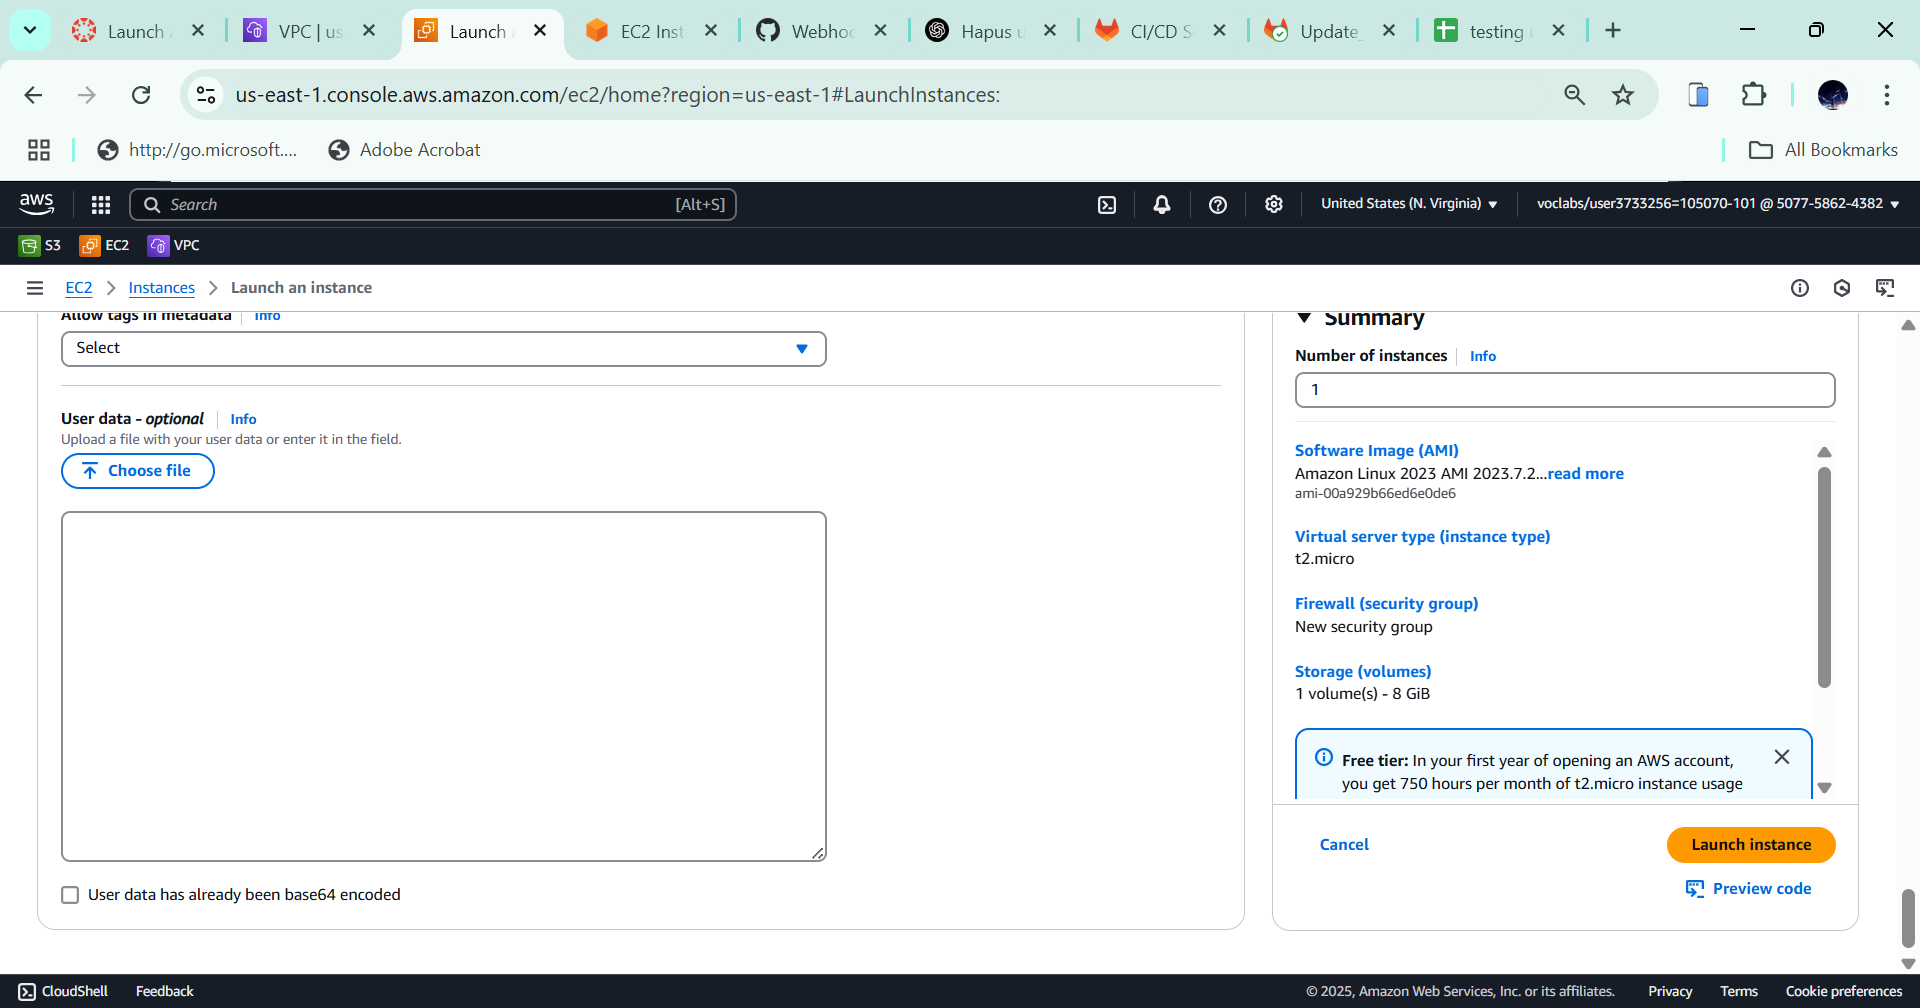 Launch
VPC | us
Launch
EC2 Inst
Webhoo
Hapus u
CI/CD S
Update_
testing
us-east-1.console.aws.amazon.com/ec2/home?region=us-east-1#LaunchInstances:
http://go.microsoft....
Adobe Acrobat
All Bookmarks
aws
Search
[Alt+S]
United States (N. Virginia)
voclabs/user3733256=105070-101 @ 5077-5862-4382
S3
EC2
VPC
EC2 > Instances > Launch an instance
Allow tags in metadata | Info
Select
User data - optional | Info
Upload a file with your user data or enter it in the field.
Choose file
User data has already been base64 encoded
Summary
Number of instances | Info
1
Software Image (AMI)
Amazon Linux 2023 AMI 2023.7.2...read more
ami-00a929b66ed6e0de6
Virtual server type (instance type)
t2.micro
Firewall (security group)
New security group
Storage (volumes)
1 volume(s) - 8 GiB
Free tier: In your first year of opening an AWS account,
you get 750 hours per month of t2.micro instance usage
Cancel
Launch instance
Preview code
CloudShell
Feedback
© 2025, Amazon Web Services, Inc. or its affiliates.
Privacy
Terms
Cookie preferences